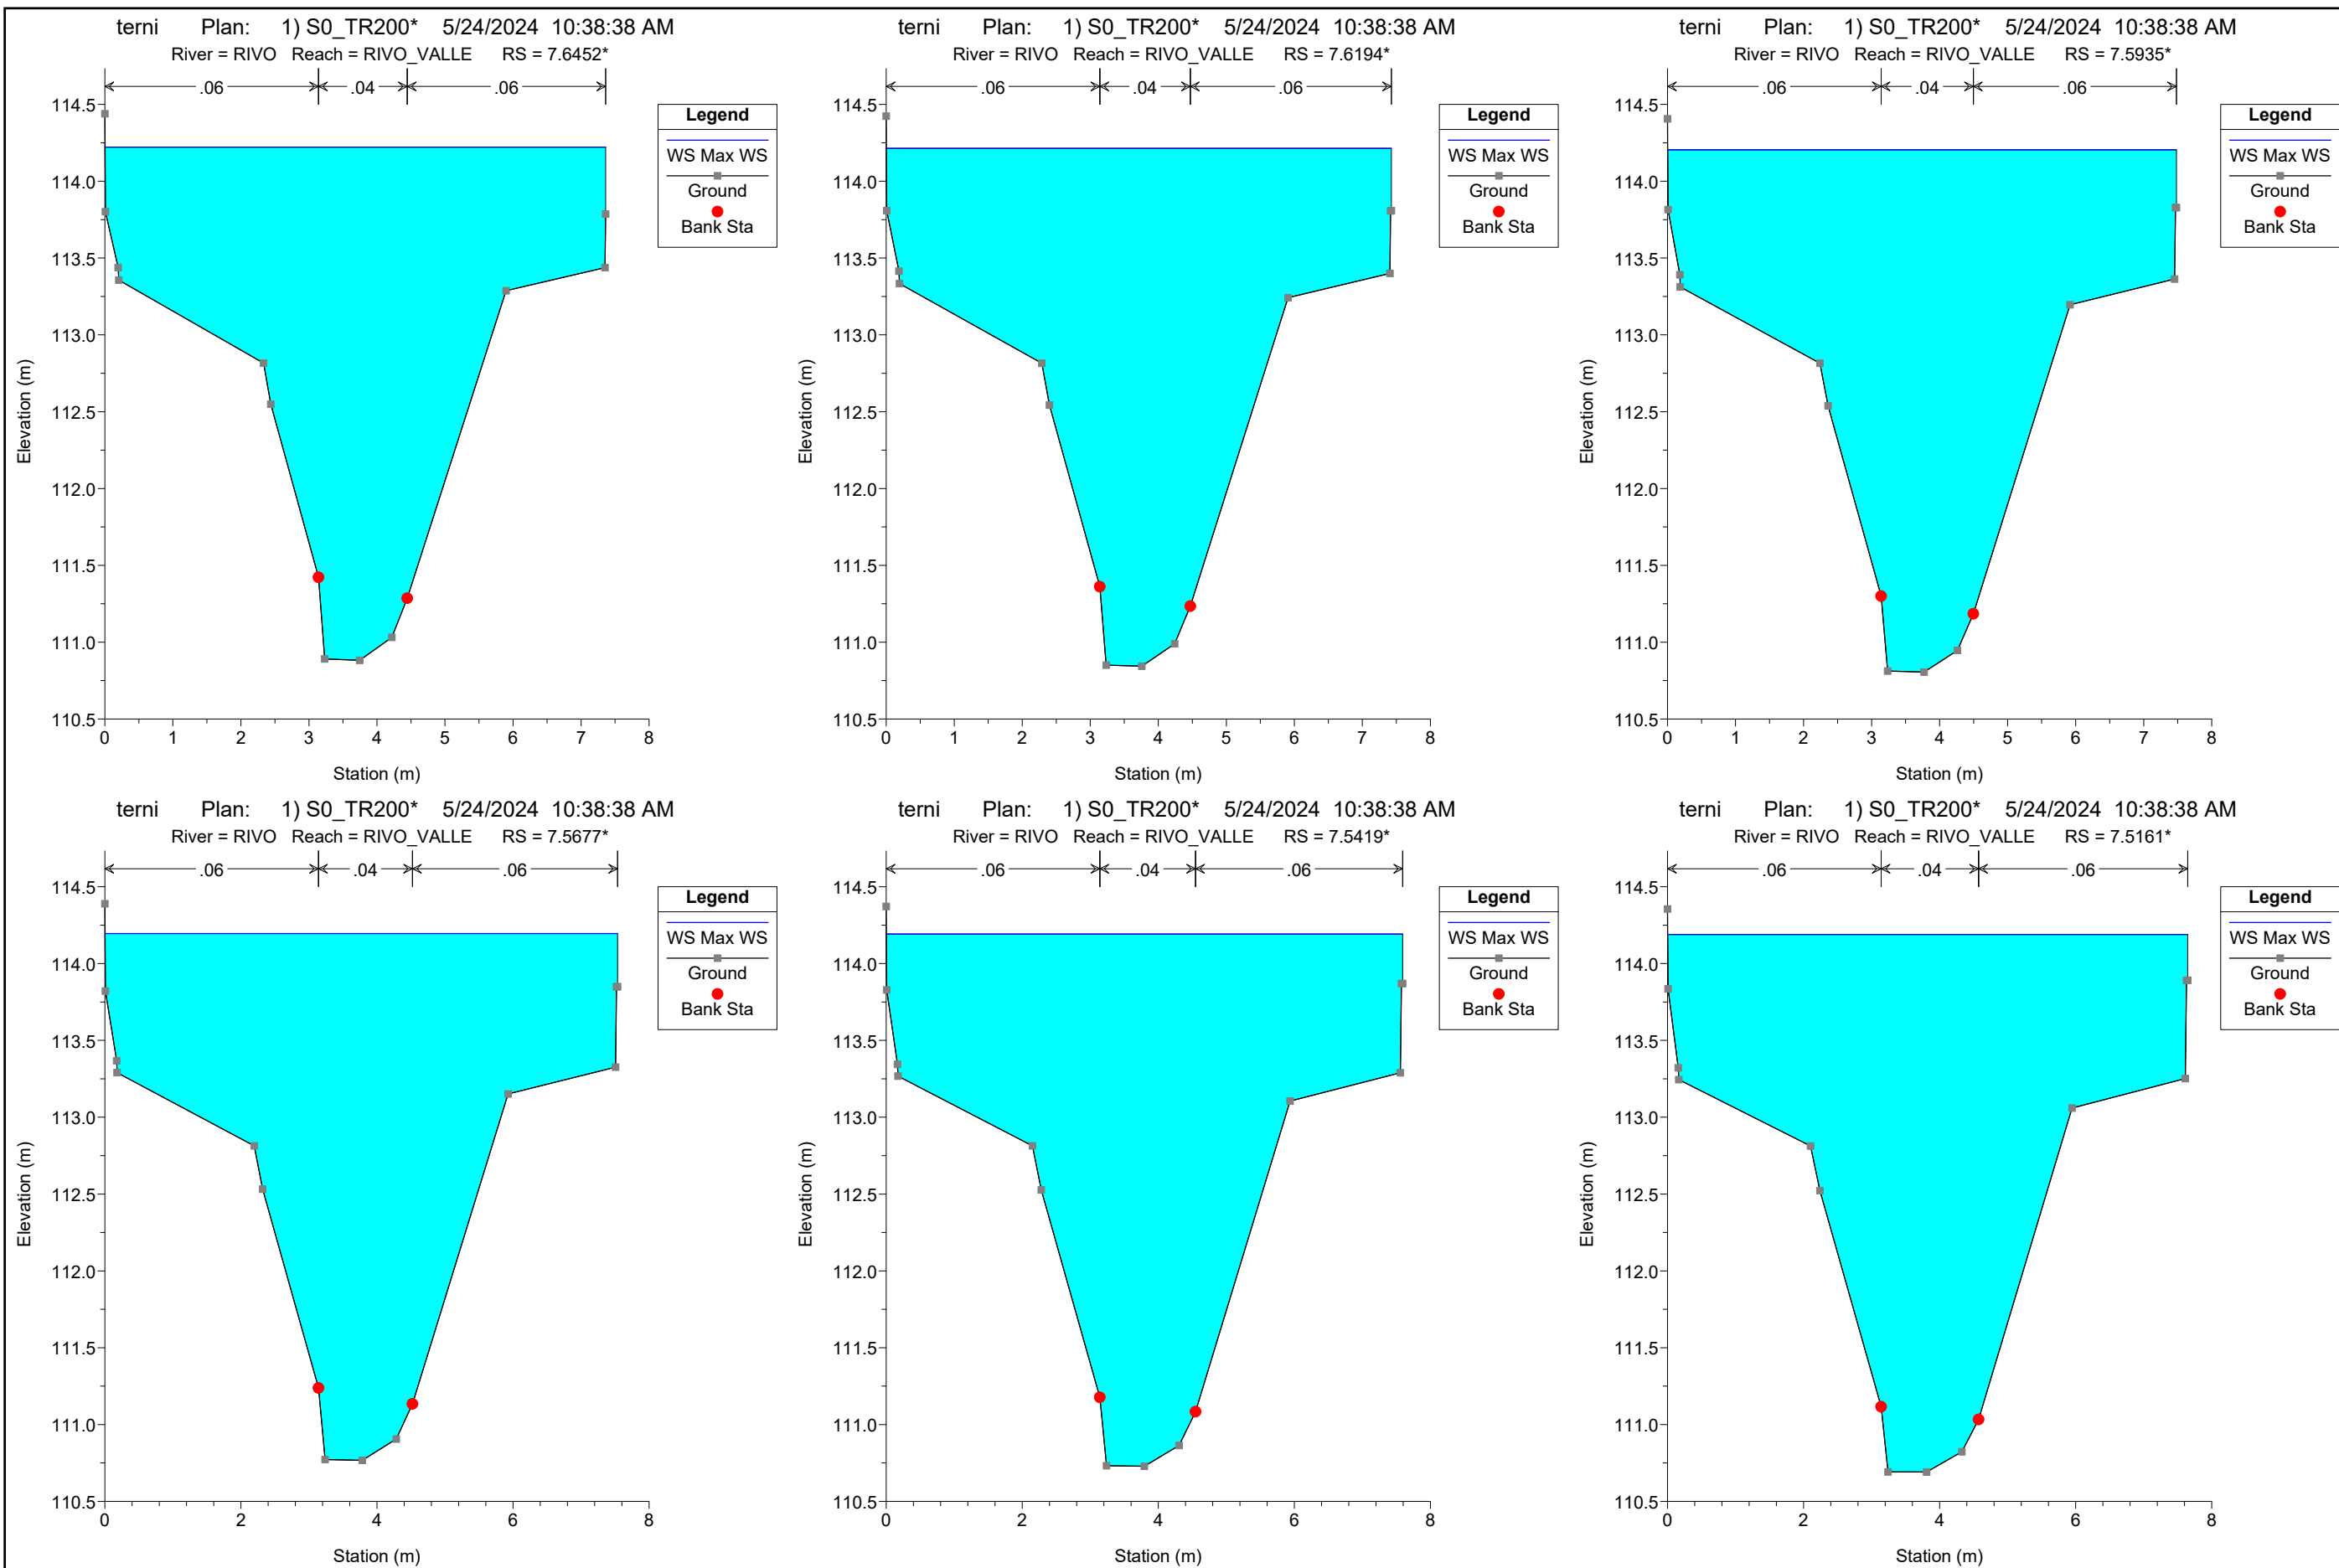 terni Plan: 1) S0_TR200* 5/24/2024 10:38:38 AM
River = RIVO Reach = RIVO_VALLE RS = 7.6452*
.06 .04 .06
114.5
114.0
113.5
113.0
112.5
112.0
111.5
111.0
110.5
Elevation (m)
0 1 2 3 4 5 6 7 8
Station (m)
Legend
WS Max WS
Ground
Bank Sta
terni Plan: 1) S0_TR200* 5/24/2024 10:38:38 AM
River = RIVO Reach = RIVO_VALLE RS = 7.6194*
.06 .04 .06
114.5
114.0
113.5
113.0
112.5
112.0
111.5
111.0
110.5
Elevation (m)
0 1 2 3 4 5 6 7 8
Station (m)
Legend
WS Max WS
Ground
Bank Sta
terni Plan: 1) S0_TR200* 5/24/2024 10:38:38 AM
River = RIVO Reach = RIVO_VALLE RS = 7.5935*
.06 .04 .06
114.5
114.0
113.5
113.0
112.5
112.0
111.5
111.0
110.5
Elevation (m)
0 1 2 3 4 5 6 7 8
Station (m)
Legend
WS Max WS
Ground
Bank Sta
terni Plan: 1) S0_TR200* 5/24/2024 10:38:38 AM
River = RIVO Reach = RIVO_VALLE RS = 7.5677*
.06 .04 .06
114.5
114.0
113.5
113.0
112.5
112.0
111.5
111.0
110.5
Elevation (m)
0 2 4 6 8
Station (m)
Legend
WS Max WS
Ground
Bank Sta
terni Plan: 1) S0_TR200* 5/24/2024 10:38:38 AM
River = RIVO Reach = RIVO_VALLE RS = 7.5419*
.06 .04 .06
114.5
114.0
113.5
113.0
112.5
112.0
111.5
111.0
110.5
Elevation (m)
0 2 4 6 8
Station (m)
Legend
WS Max WS
Ground
Bank Sta
terni Plan: 1) S0_TR200* 5/24/2024 10:38:38 AM
River = RIVO Reach = RIVO_VALLE RS = 7.5161*
.06 .04 .06
114.5
114.0
113.5
113.0
112.5
112.0
111.5
111.0
110.5
Elevation (m)
0 2 4 6 8
Station (m)
Legend
WS Max WS
Ground
Bank Sta